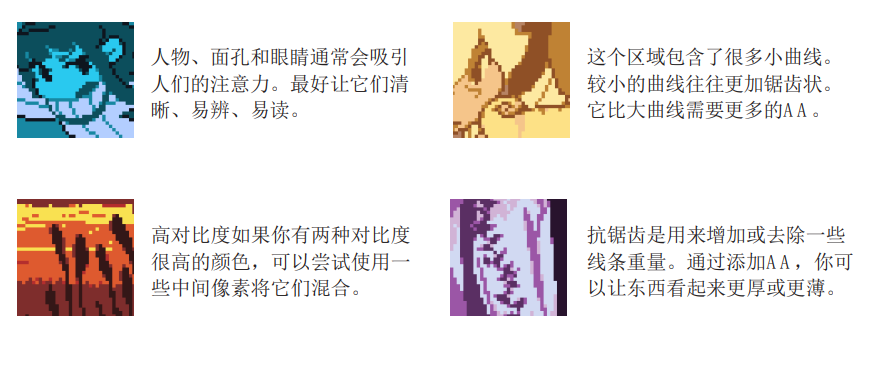 人物、面孔和眼睛通常会吸引
人们的注意力。最好让它们清
晰、易辨、易读。
这个区域包含了很多小曲线。
较小的曲线往往更加锯齿状。
它比大曲线需要更多的AA。
高对比度如果你有两种对比度
很高的颜色，可以尝试使用一
些中间像素将它们混合。
抗锯齿是用来增加或去除一些
线条重量。通过添加AA，你可
以让东西看起来更厚或更薄。